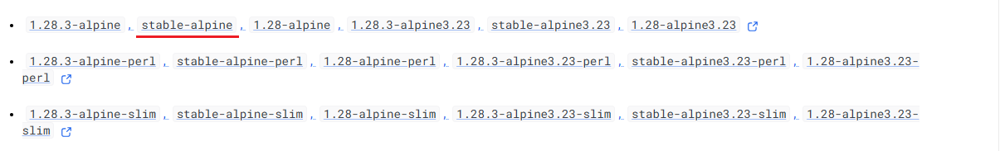 1.28.3-alpine , stable-alpine , 1.28-alpine , 1.28.3-alpine3.23 , stable-alpine3.23 , 1.28-alpine3.23
1.28.3-alpine-perl , stable-alpine-perl , 1.28-alpine-perl , 1.28.3-alpine3.23-perl , stable-alpine3.23-perl , 1.28-alpine3.23-
perl
1.28.3-alpine-slim , stable-alpine-slim , 1.28-alpine-slim , 1.28.3-alpine3.23-slim , stable-alpine3.23-slim , 1.28-alpine3.23-
slim